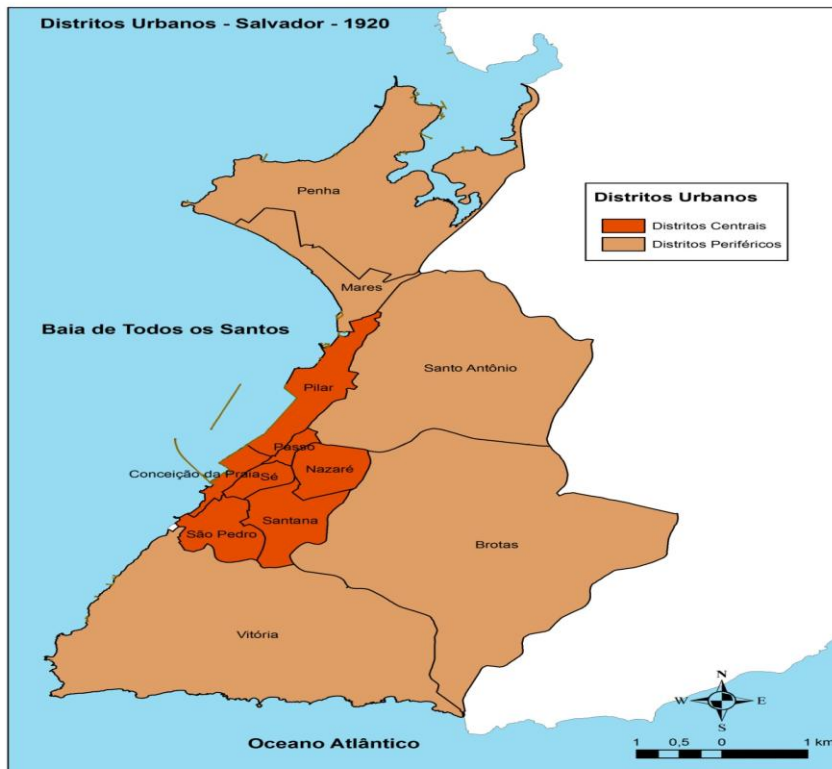 Distritos Urbanos - Salvador - 1920
Penha
Distritos Urbanos
Distritos Centrais
Distritos Periféricos
Mares
Baia de Todos os Santos
Santo Antônio
Pilar
Passo
Conceição da Praia
Sé
Nazaré
Santana
São Pedro
Brotas
Vitória
N
W
E
S
Oceano Atlântico
1 0,5 0 1 km